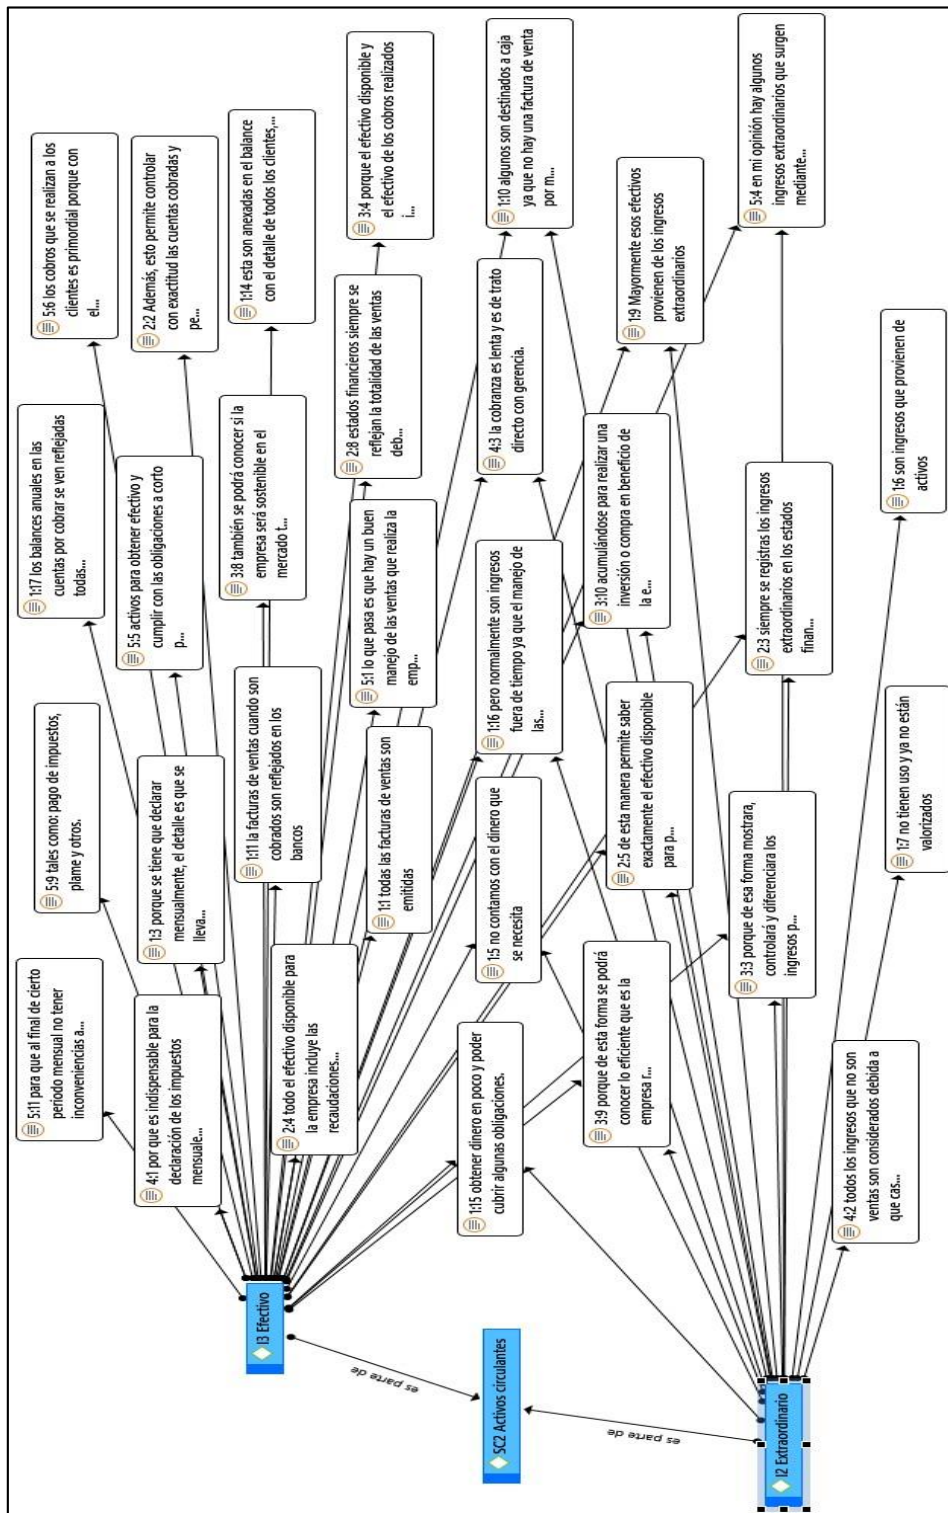 5:11 para que al final de cierto
periodo mensual no tener
inconveniencias a...
5:9 tales como: pago de impuestos,
plame y otros.
1:17 los balances anuales en las
cuentas por cobrar se ven reflejadas
todas...
5:6 los cobros que se realizan a los
clientes es primordial porque con
el...
4:1 por que es indispensable para la
declaración de los impuestos
mensuale...
1:3 porque se tiene que declarar
mensualmente, el detalle es que se
lleva...
5:5 activos para obtener efectivo y
cumplir con las obligaciones a corto
p...
2:2 Además, esto permite controlar
con exactitud las cuentas cobradas y
pe...
I3 Efectivo
2:4 todo el efectivo disponible para
la empresa incluye las
recaudaciones...
1:11 la facturas de ventas cuando son
cobrados son reflejados en los
bancos
3:8 también se podrá conocer si la
empresa será sostenible en el
mercado t...
1:14 esta son anexadas en el balance
con el detalle de todos los clientes,...
1:1 todas las facturas de ventas son
emitidas
5:1 lo que pasa es que hay un buen
manejo de las ventas que realiza la
emp...
2:8 estados financieros siempre se
reflejan la totalidad de las ventas
deb...
3:4 porque el efectivo disponible y
el efectivo de los cobros realizados
i...
es parte de
SC2 Activos circulantes
1:15 obtener dinero en poco y poder
cubrir algunas obligaciones.
1:5 no contamos con el dinero que
se necesita
1:16 pero normalmente son ingresos
fuera de tiempo ya que el manejo de
las...
4:3 la cobranza es lenta y es de trato
directo con gerencia.
1:10 algunos son destinados a caja
ya que no hay una factura de venta
por m...
es parte de
3:9 porque de esta forma se podrá
conocer lo eficiente que es la
empresa r...
2:5 de esta manera permite saber
exactamente el efectivo disponible
para p...
3:10 acumulándose para realizar una
inversión o compra en beneficio de
la e...
1:9 Mayormente esos efectivos
provienen de los ingresos
extraordinarios
I2 Extraordinario
3:3 porque de esa forma mostrara,
controlará y diferenciara los
ingresos p...
2:3 siempre se registras los ingresos
extraordinarios en los estados
finan...
5:4 en mi opinión hay algunos
ingresos extraordinarios que surgen
mediante...
4:2 todos los ingresos que no son
ventas son considerados debida a
que cas...
1:7 no tienen uso y ya no están
valorizados
1:6 son ingresos que provienen de
activos